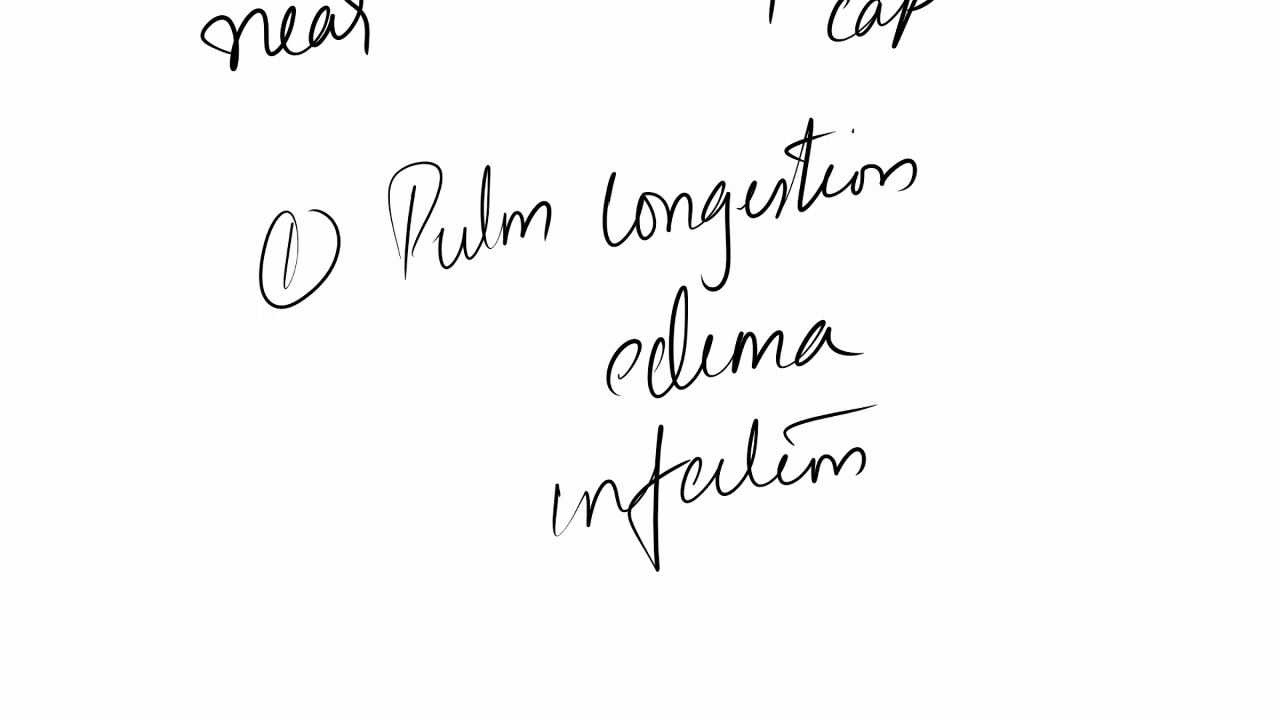 near cap
① Pulm Congestion
edema
infection